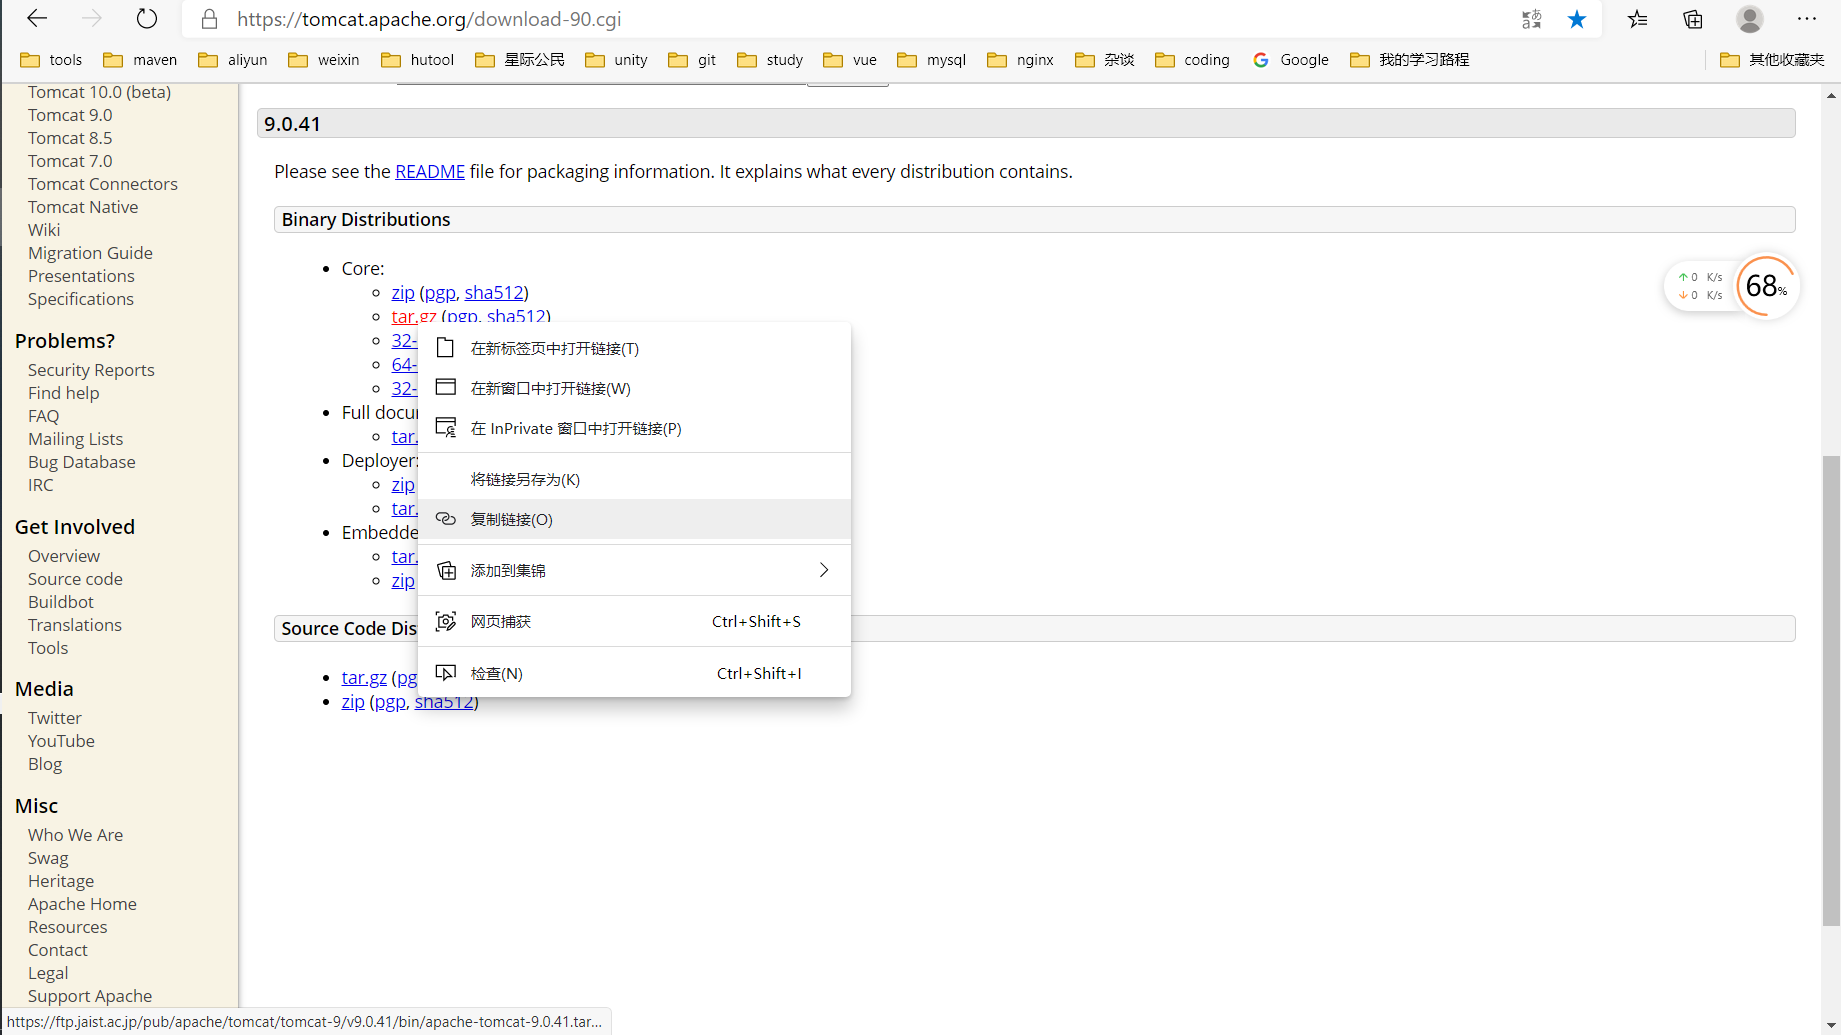 https://tomcat.apache.org/download-90.cgi
tools maven aliyun weixin hutool 星际公民 unity git study vue mysql nginx 杂谈 coding Google 我的学习路程 其他收藏夹
Tomcat 10.0 (beta)
Tomcat 9.0
Tomcat 8.5
Tomcat 7.0
Tomcat Connectors
Tomcat Native
Wiki
Migration Guide
Presentations
Specifications
Problems?
Security Reports
Find help
FAQ
Mailing Lists
Bug Database
IRC
Get Involved
Overview
Source code
Buildbot
Translations
Tools
Media
Twitter
YouTube
Blog
Misc
Who We Are
Swag
Heritage
Apache Home
Resources
Contact
Legal
Support Apache
9.0.41
Please see the README file for packaging information. It explains what every distribution contains.
Binary Distributions
Core:
zip (pgp, sha512)
tar.gz (pgp, sha512)
32-
64-
32-
Full docu
tar.
Deployer:
zip
tar.
Embedde
tar.
zip
Source Code Dis
tar.gz (pg
zip (pgp, sha512)
在新标签页中打开链接(T)
在新窗口中打开链接(W)
在 InPrivate 窗口中打开链接(P)
将链接另存为(K)
复制链接(O)
添加到集锦
网页捕获 Ctrl+Shift+S
检查(N) Ctrl+Shift+I
0 K/s
0 K/s
68%
https://ftp.jaist.ac.jp/pub/apache/tomcat/tomcat-9/v9.0.41/bin/apache-tomcat-9.0.41.tar...